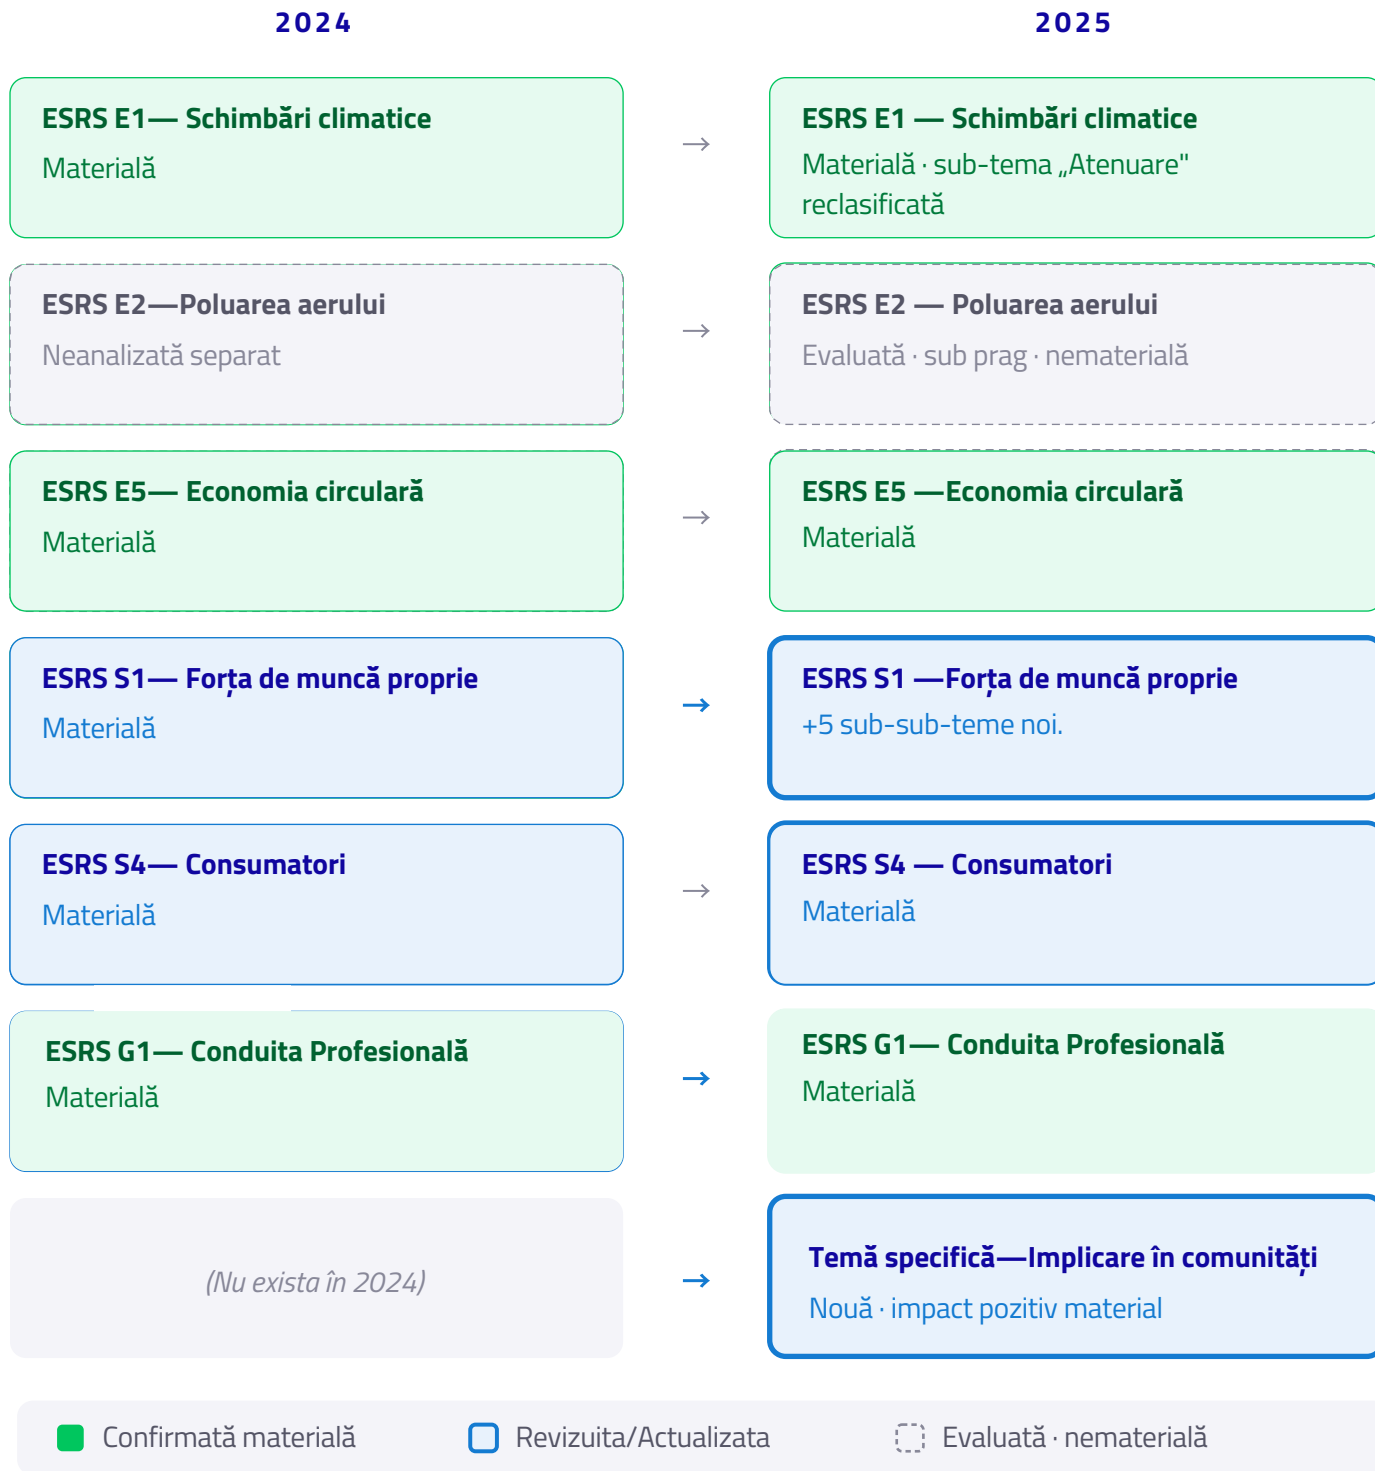 2024
2025
ESRS E1— Schimbări climatice
Materială
→
ESRS E1 — Schimbări climatice
Materială · sub-tema „Atenuare"
reclasificată
ESRS E2—Poluarea aerului
Neanalizată separat
→
ESRS E2 — Poluarea aerului
Evaluată · sub prag · nematerială
ESRS E5— Economia circulară
Materială
→
ESRS E5 —Economia circulară
Materială
ESRS S1— Forța de muncă proprie
Materială
→
ESRS S1 —Forța de muncă proprie
+5 sub-sub-teme noi.
ESRS S4— Consumatori
Materială
→
ESRS S4 — Consumatori
Materială
ESRS G1— Conduita Profesională
Materială
→
ESRS G1— Conduita Profesională
Materială
(Nu exista în 2024)
→
Temă specifică—Implicare în comunități
Nouă · impact pozitiv material
Confirmată materială
Revizuita/Actualizata
Evaluată · nematerială